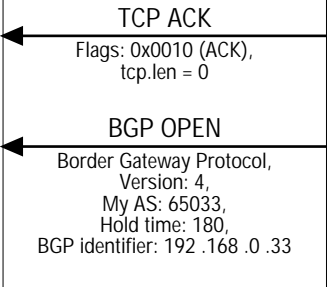 TCP ACK
Flags: 0x0010 (ACK),
tcp.len = 0
BGP OPEN
Border Gateway Protocol,
Version: 4,
My AS: 65033,
Hold time: 180,
BGP identifier: 192 .168 .0 .33